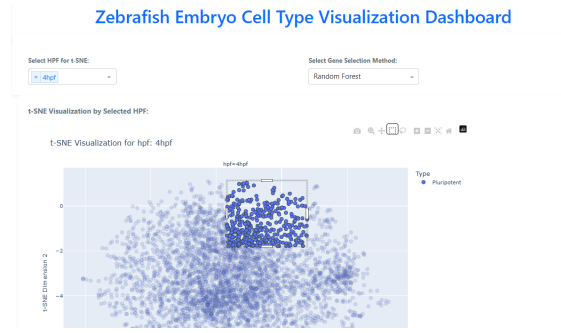 Zebrafish Embryo Cell Type Visualization Dashboard
Select HPF for t-SNE:
Select Gene Selection Method:
× 4hpf
Random Forest
t-SNE Visualization by Selected HPF:
t-SNE Visualization for hpf: 4hpf
hpf=4hpf
Type
Pluripotent
0
−2
−4
t-SNE Dimension 2